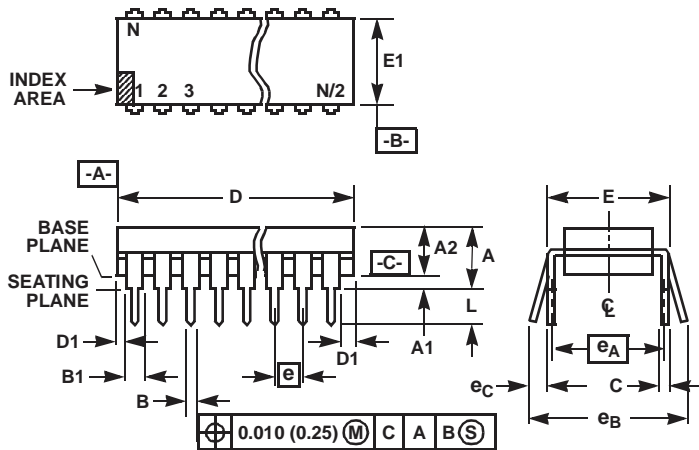 N
E1
INDEX
AREA
1 2 3 N/2
-B-
-A-
D
E
BASE
PLANE
A2
A
-C-
SEATING
PLANE
L
℄
D1
A1
D1
eA
B1
e
eC
C
B
eB
⌖ 0.010 (0.25) Ⓜ C A B Ⓢ